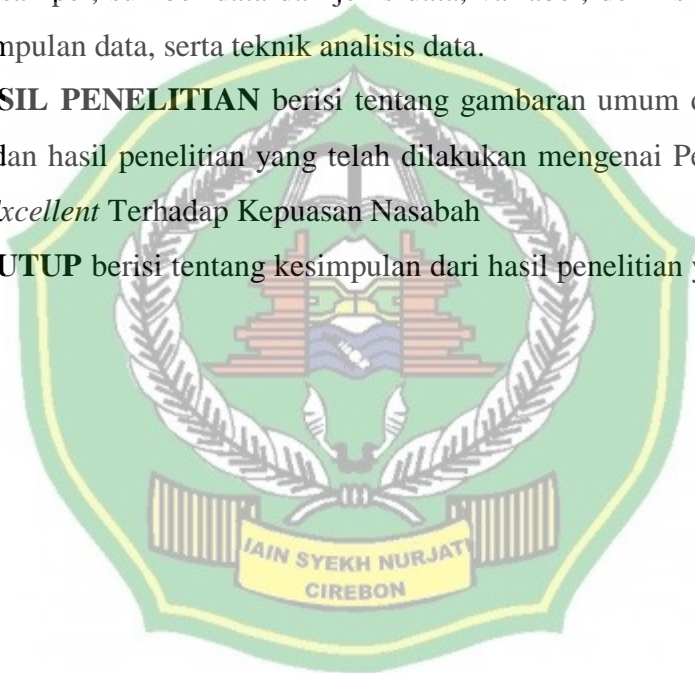 mpulan data, serta teknik analisis data.
SIL PENELITIAN berisi tentang gambaran umum
dan hasil penelitian yang telah dilakukan mengenai Pe
xcellent Terhadap Kepuasan Nasabah
UTUP berisi tentang kesimpulan dari hasil penelitian y
IAIN SYEKH NURJATI
CIREBON